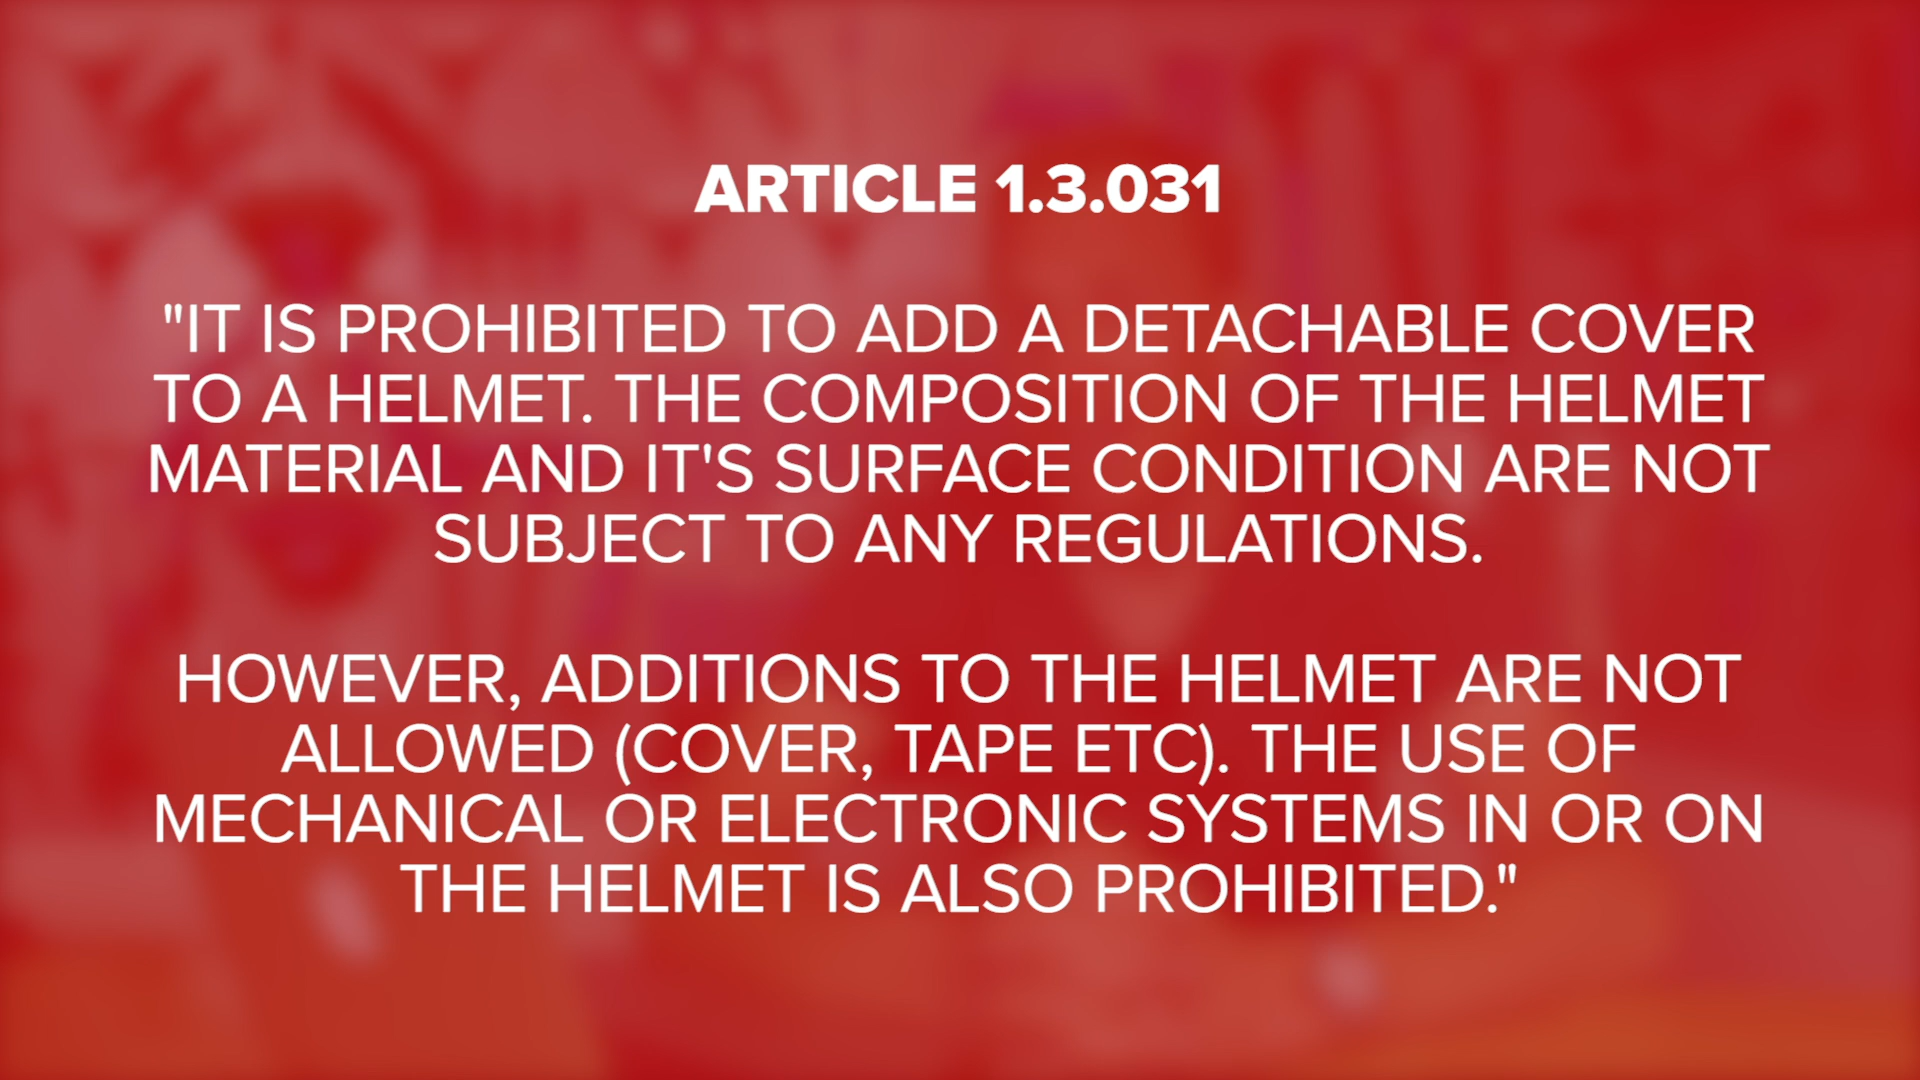 ARTICLE 1.3.031
"IT IS PROHIBITED TO ADD A DETACHABLE COVER
TO A HELMET. THE COMPOSITION OF THE HELMET
MATERIAL AND IT'S SURFACE CONDITION ARE NOT
SUBJECT TO ANY REGULATIONS.
HOWEVER, ADDITIONS TO THE HELMET ARE NOT
ALLOWED (COVER, TAPE ETC). THE USE OF
MECHANICAL OR ELECTRONIC SYSTEMS IN OR ON
THE HELMET IS ALSO PROHIBITED."